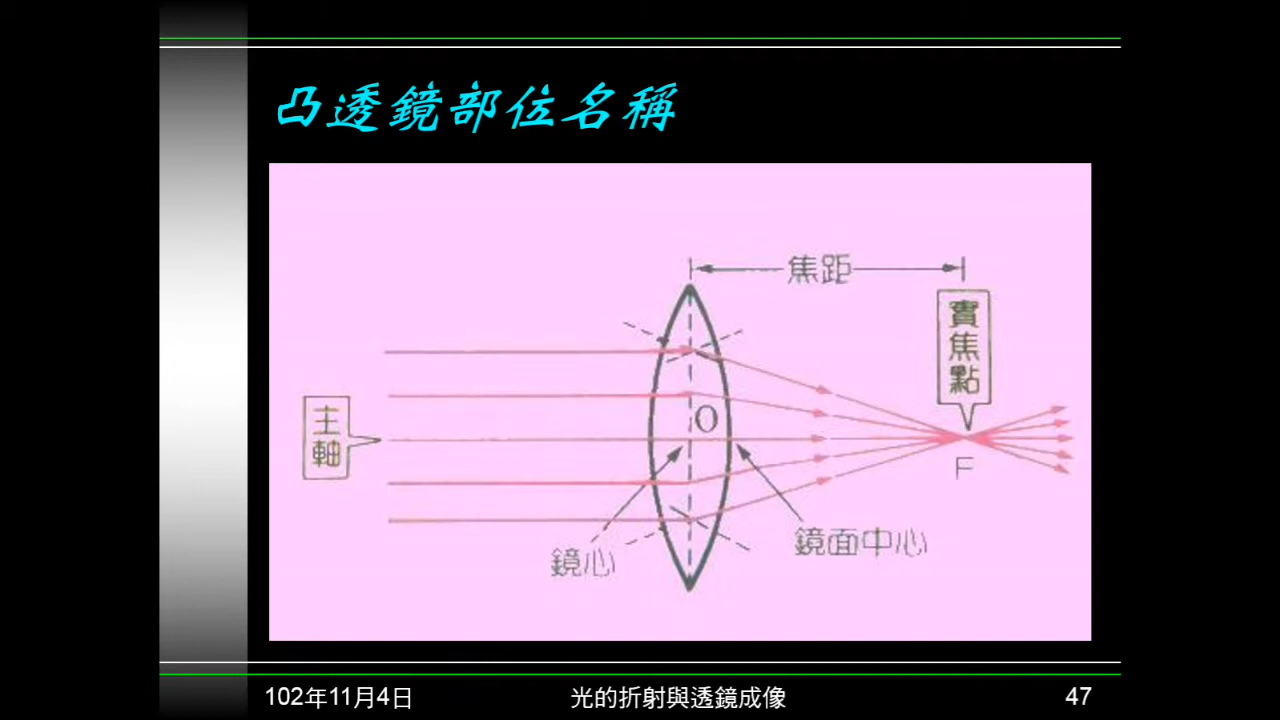 凸透鏡部位名稱
焦距
實焦點
主軸
O
F
鏡心
鏡面中心
102年11月4日
光的折射與透鏡成像
47